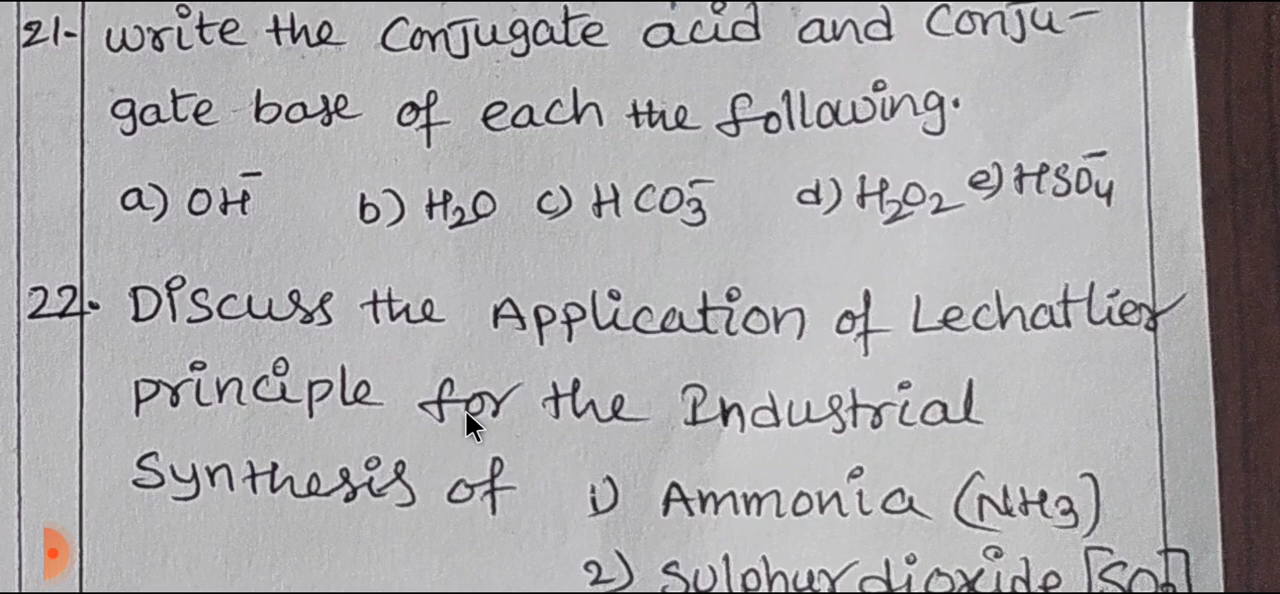 21- write the Conjugate acid and Conju-
gate base of each the following.
a) OH⁻ b) H₂O c) HCO₃⁻ d) H₂O₂ e) HSO₄⁻
22. Discuss the Application of Lechatlier
principle for the Industrial
Synthesis of 1) Ammonia (NH₃)
2) Sulphur dioxide